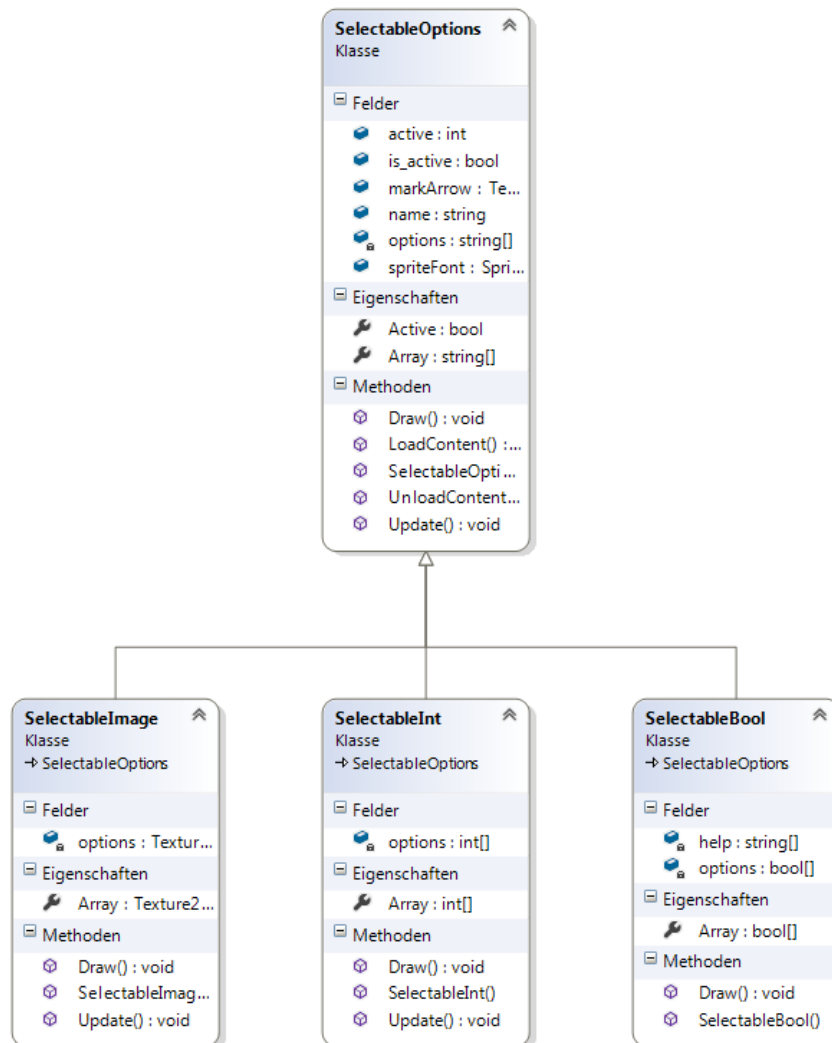 SelectableOptions
Klasse
Felder
active : int
is_active : bool
markArrow : Te...
name : string
options : string[]
spriteFont : Spri...
Eigenschaften
Active : bool
Array : string[]
Methoden
Draw() : void
LoadContent() :...
SelectableOpti...
UnloadContent...
Update() : void
SelectableImage
Klasse
→ SelectableOptions
Felder
options : Textur...
Eigenschaften
Array : Texture2...
Methoden
Draw() : void
SelectableImag...
Update() : void
SelectableInt
Klasse
→ SelectableOptions
Felder
options : int[]
Eigenschaften
Array : int[]
Methoden
Draw() : void
SelectableInt()
Update() : void
SelectableBool
Klasse
→ SelectableOptions
Felder
help : string[]
options : bool[]
Eigenschaften
Array : bool[]
Methoden
Draw() : void
SelectableBool()